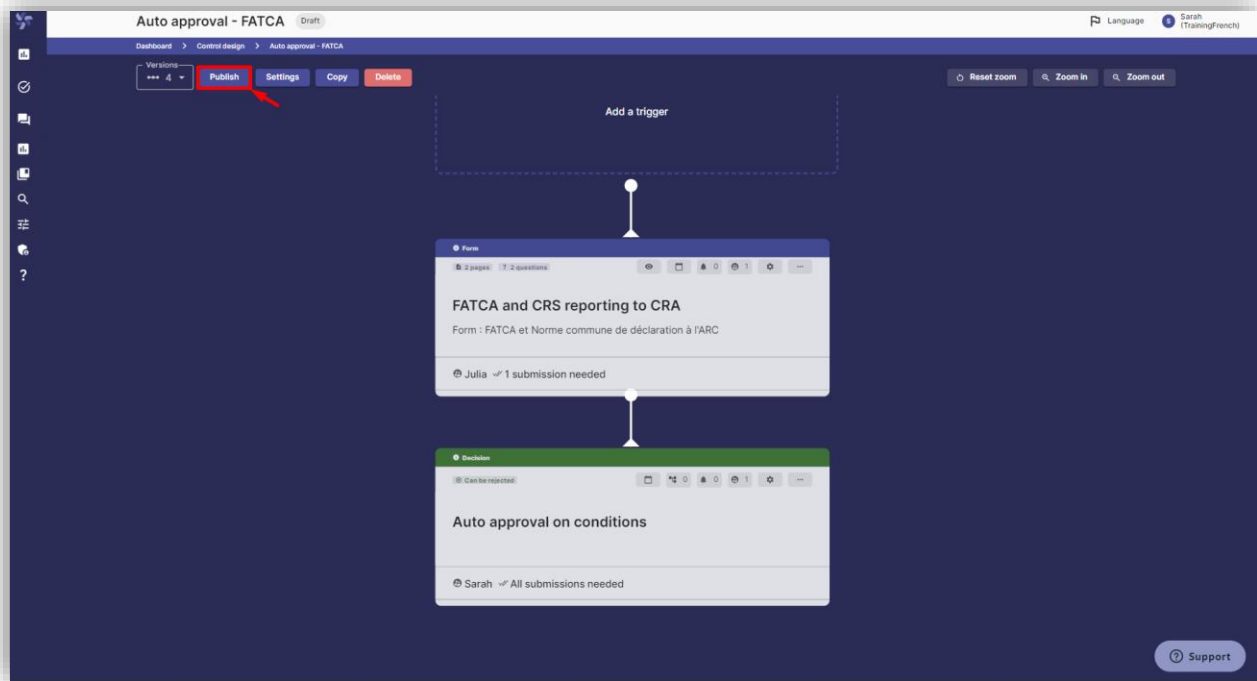 Auto approval - FATCA Draft
Language
S Sarah
(TrainingFrench)
Dashboard > Control design > Auto approval - FATCA
Versions
••• 4
Publish Settings Copy Delete
Reset zoom Zoom in Zoom out
Add a trigger
Form
2 pages ? 2 questions 0 1 ...
FATCA and CRS reporting to CRA
Form : FATCA et Norme commune de déclaration à l'ARC
Julia 1 submission needed
Decision
Can be rejected 0 0 1 ...
Auto approval on conditions
Sarah All submissions needed
? Support